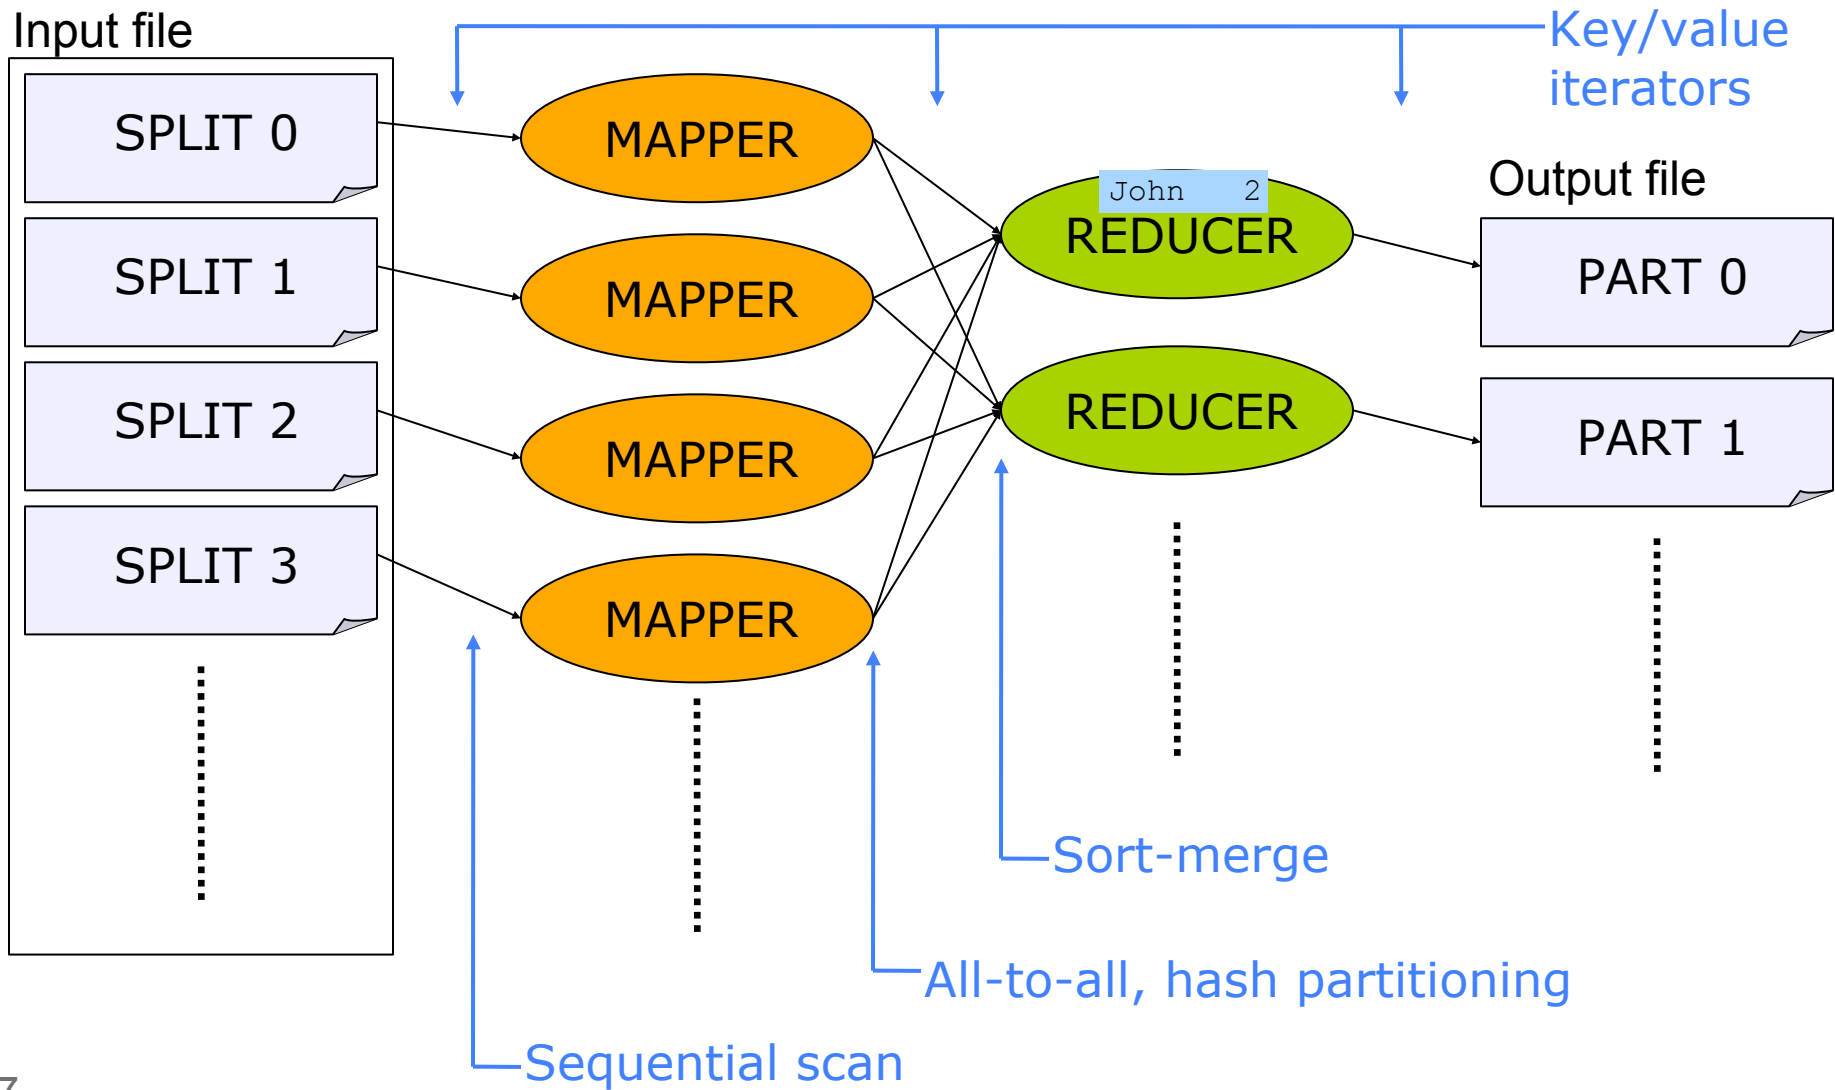 Input file
Key/value
iterators
SPLIT 0
MAPPER
John 2
REDUCER
Output file
PART 0
SPLIT 1
MAPPER
SPLIT 2
MAPPER
REDUCER
PART 1
SPLIT 3
MAPPER
Sort-merge
All-to-all, hash partitioning
Sequential scan